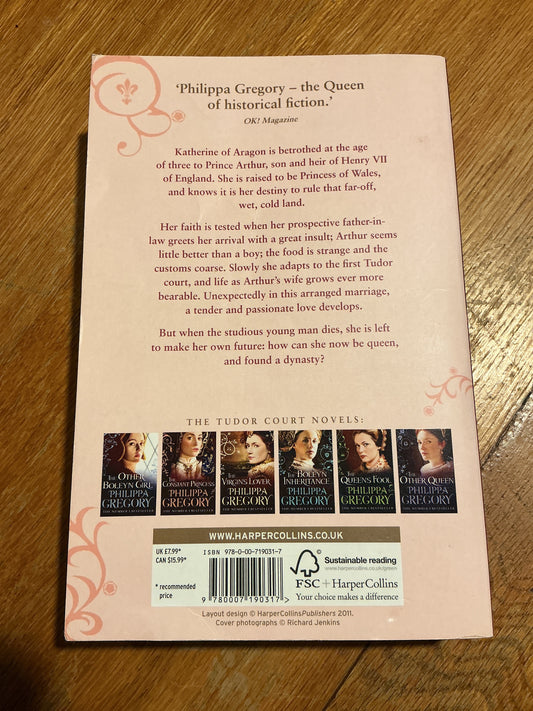 ‘Philippa Gregory – the Queen
of historical fiction.’
OK! Magazine
Katherine of Aragon is betrothed at the age
of three to Prince Arthur, son and heir of Henry VII
of England. She is raised to be Princess of Wales,
and knows it is her destiny to rule that far-off,
wet, cold land.
Her faith is tested when her prospective father-in-
law greets her arrival with a great insult; Arthur seems
little better than a boy; the food is strange and the
customs coarse. Slowly she adapts to the first Tudor
court, and life as Arthur’s wife grows ever more
bearable. Unexpectedly in this arranged marriage,
a tender and passionate love develops.
But when the studious young man dies, she is left
to make her own future: how can she now be queen,
and found a dynasty?
THE TUDOR COURT NOVELS:
THE OTHER
BOLEYN GIRL
PHILIPPA
GREGORY
THE
CONSTANT PRINCESS
PHILIPPA
GREGORY
THE
VIRGIN'S LOVER
PHILIPPA
GREGORY
THE BOLEYN
INHERITANCE
PHILIPPA
GREGORY
THE
QUEEN'S FOOL
PHILIPPA
GREGORY
THE
OTHER QUEEN
PHILIPPA
GREGORY
WWW.HARPERCOLLINS.CO.UK
UK £7.99*
CAN $15.99*
* recommended
price
ISBN 978-0-00-719031-7
9 780007 190317
Sustainable reading
www.harpercollins.co.uk/green
FSC + HarperCollins
Your choice makes a difference
Layout design © HarperCollinsPublishers 2011.
Cover photographs © Richard Jenkins